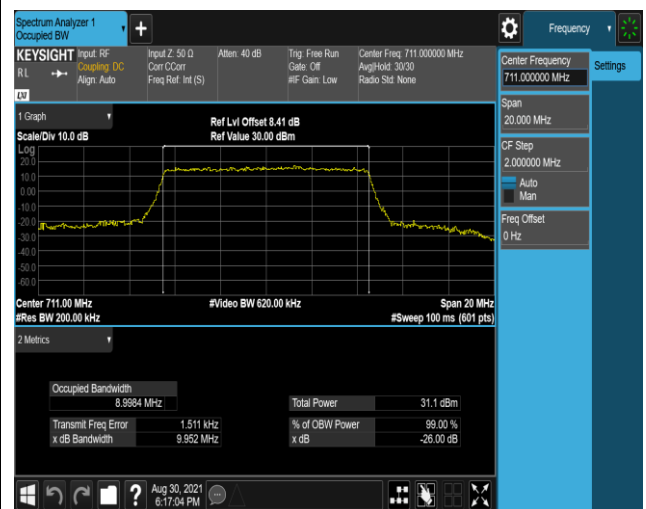 Spectrum Analyzer 1
Occupied BW
+
Frequency
KEYSIGHT
RL
LXI
Input: RF
Coupling: DC
Align: Auto
Input Z: 50 Ω
Corr CCorr
Freq Ref: Int (S)
Atten: 40 dB
Trig: Free Run
Gate: Off
#IF Gain: Low
Center Freq: 711.000000 MHz
Avg|Hold: 30/30
Radio Std: None
Center Frequency
711.000000 MHz
Settings
Span
20.000 MHz
CF Step
2.000000 MHz
Auto
Man
Freq Offset
0 Hz
1 Graph
Scale/Div 10.0 dB
Ref Lvl Offset 8.41 dB
Ref Value 30.00 dBm
Log
20.0
10.0
0.00
-10.0
-20.0
-30.0
-40.0
-50.0
-60.0
Center 711.00 MHz
#Video BW 620.00 kHz
Span 20 MHz
#Res BW 200.00 kHz
#Sweep 100 ms (601 pts)
2 Metrics
Occupied Bandwidth
8.9984 MHz
Total Power 31.1 dBm
Transmit Freq Error 1.511 kHz
% of OBW Power 99.00 %
x dB Bandwidth 9.952 MHz
x dB -26.00 dB
?
Aug 30, 2021
6:17:04 PM